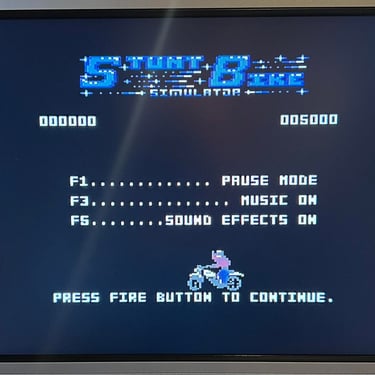 STUNT BIKE
SIMULATOR
000000 005000
F1............. PAUSE MODE
F3............... MUSIC ON
F5........SOUND EFFECTS ON
PRESS FIRE BUTTON TO CONTINUE.